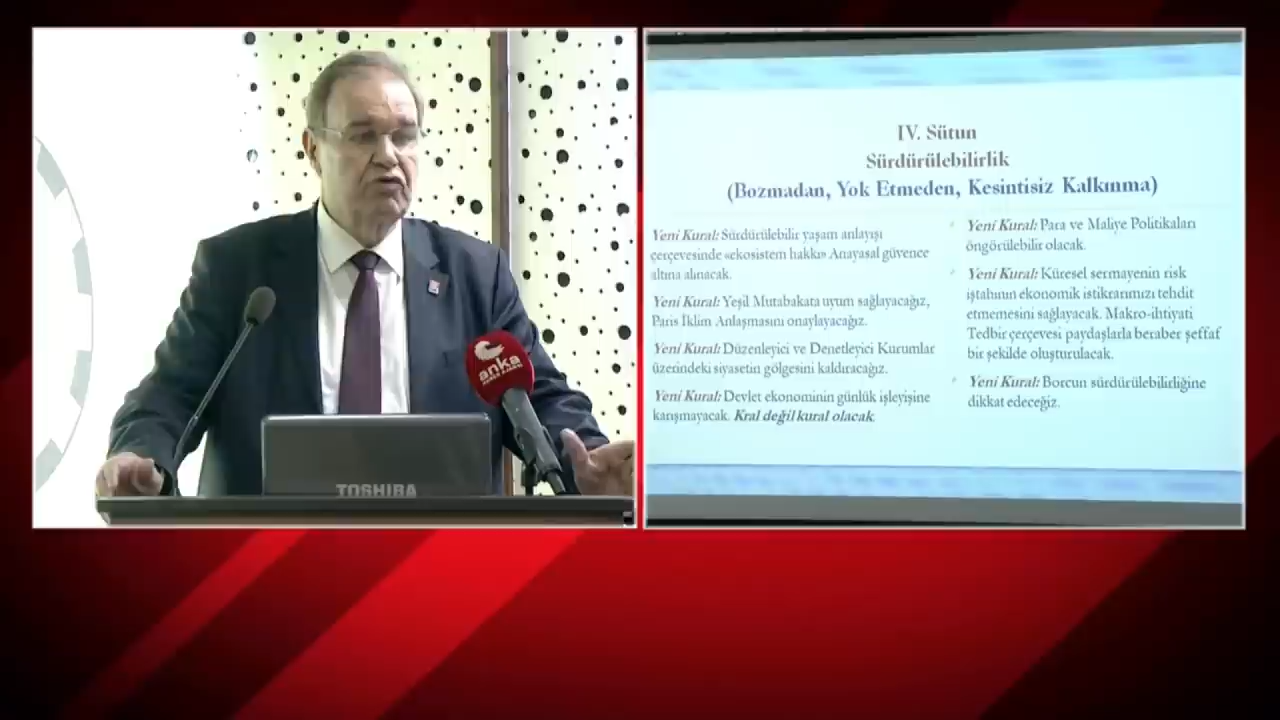 anka
HABER AJANSI
TOSHIBA
IV. Sütun
Sürdürülebilirlik
(Bozmadan, Yok Etmeden, Kesintisiz Kalkınma)
Yeni Kural: Sürdürülebilir yaşam anlayışı
çerçevesinde «ekosistem hakkı» Anayasal güvence
altına alınacak.
Yeni Kural: Yeşil Mutabakata uyum sağlayacağız,
Paris İklim Anlaşmasını onaylayacağız.
Yeni Kural: Düzenleyici ve Denetleyici Kurumlar
üzerindeki siyasetin gölgesini kaldıracağız.
Yeni Kural: Devlet ekonominin günlük işleyişine
karışmayacak. Kral değil kural olacak.
Yeni Kural: Para ve Maliye Politikaları
öngörülebilir olacak.
Yeni Kural: Küresel sermayenin risk
iştahının ekonomik istikrarımızı tehdit
etmemesini sağlayacak. Makro-ihtiyati
Tedbir çerçevesi paydaşlarla beraber şeffaf
bir şekilde oluşturulacak.
Yeni Kural: Borcun sürdürülebilirliğine
dikkat edeceğiz.